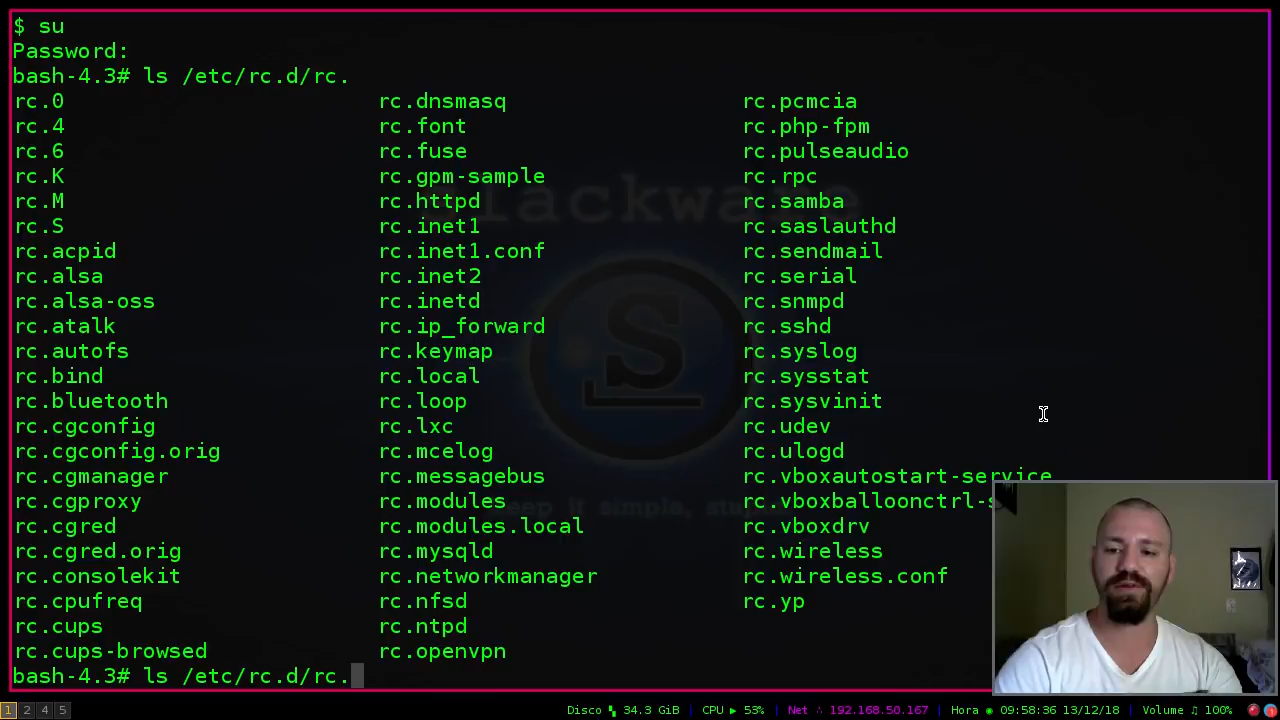 $ su
Password:
bash-4.3# ls /etc/rc.d/rc.
rc.0 rc.dnsmasq rc.pcmcia
rc.4 rc.font rc.php-fpm
rc.6 rc.fuse rc.pulseaudio
rc.K rc.gpm-sample rc.rpc
rc.M rc.httpd rc.samba
rc.S rc.inet1 rc.saslauthd
rc.acpid rc.inet1.conf rc.sendmail
rc.alsa rc.inet2 rc.serial
rc.alsa-oss rc.inetd rc.snmpd
rc.atalk rc.ip_forward rc.sshd
rc.autofs rc.keymap rc.syslog
rc.bind rc.local rc.sysstat
rc.bluetooth rc.loop rc.sysvinit
rc.cgconfig rc.lxc rc.udev
rc.cgconfig.orig rc.mcelog rc.ulogd
rc.cgmanager rc.messagebus rc.vboxautostart-service
rc.cgproxy rc.modules rc.vboxballoonctrl-s
rc.cgred rc.modules.local rc.vboxdrv
rc.cgred.orig rc.mysqld rc.wireless
rc.consolekit rc.networkmanager rc.wireless.conf
rc.cpufreq rc.nfsd rc.yp
rc.cups rc.ntpd
rc.cups-browsed rc.openvpn
bash-4.3# ls /etc/rc.d/rc.
slackware
S
keep it simple, stupid
1 2 4 5 Disco 34.3 GiB | CPU ▶ 53% | Net ∴ 192.168.50.167 | Hora ◉ 09:58:36 13/12/18 | Volume ♫ 100%